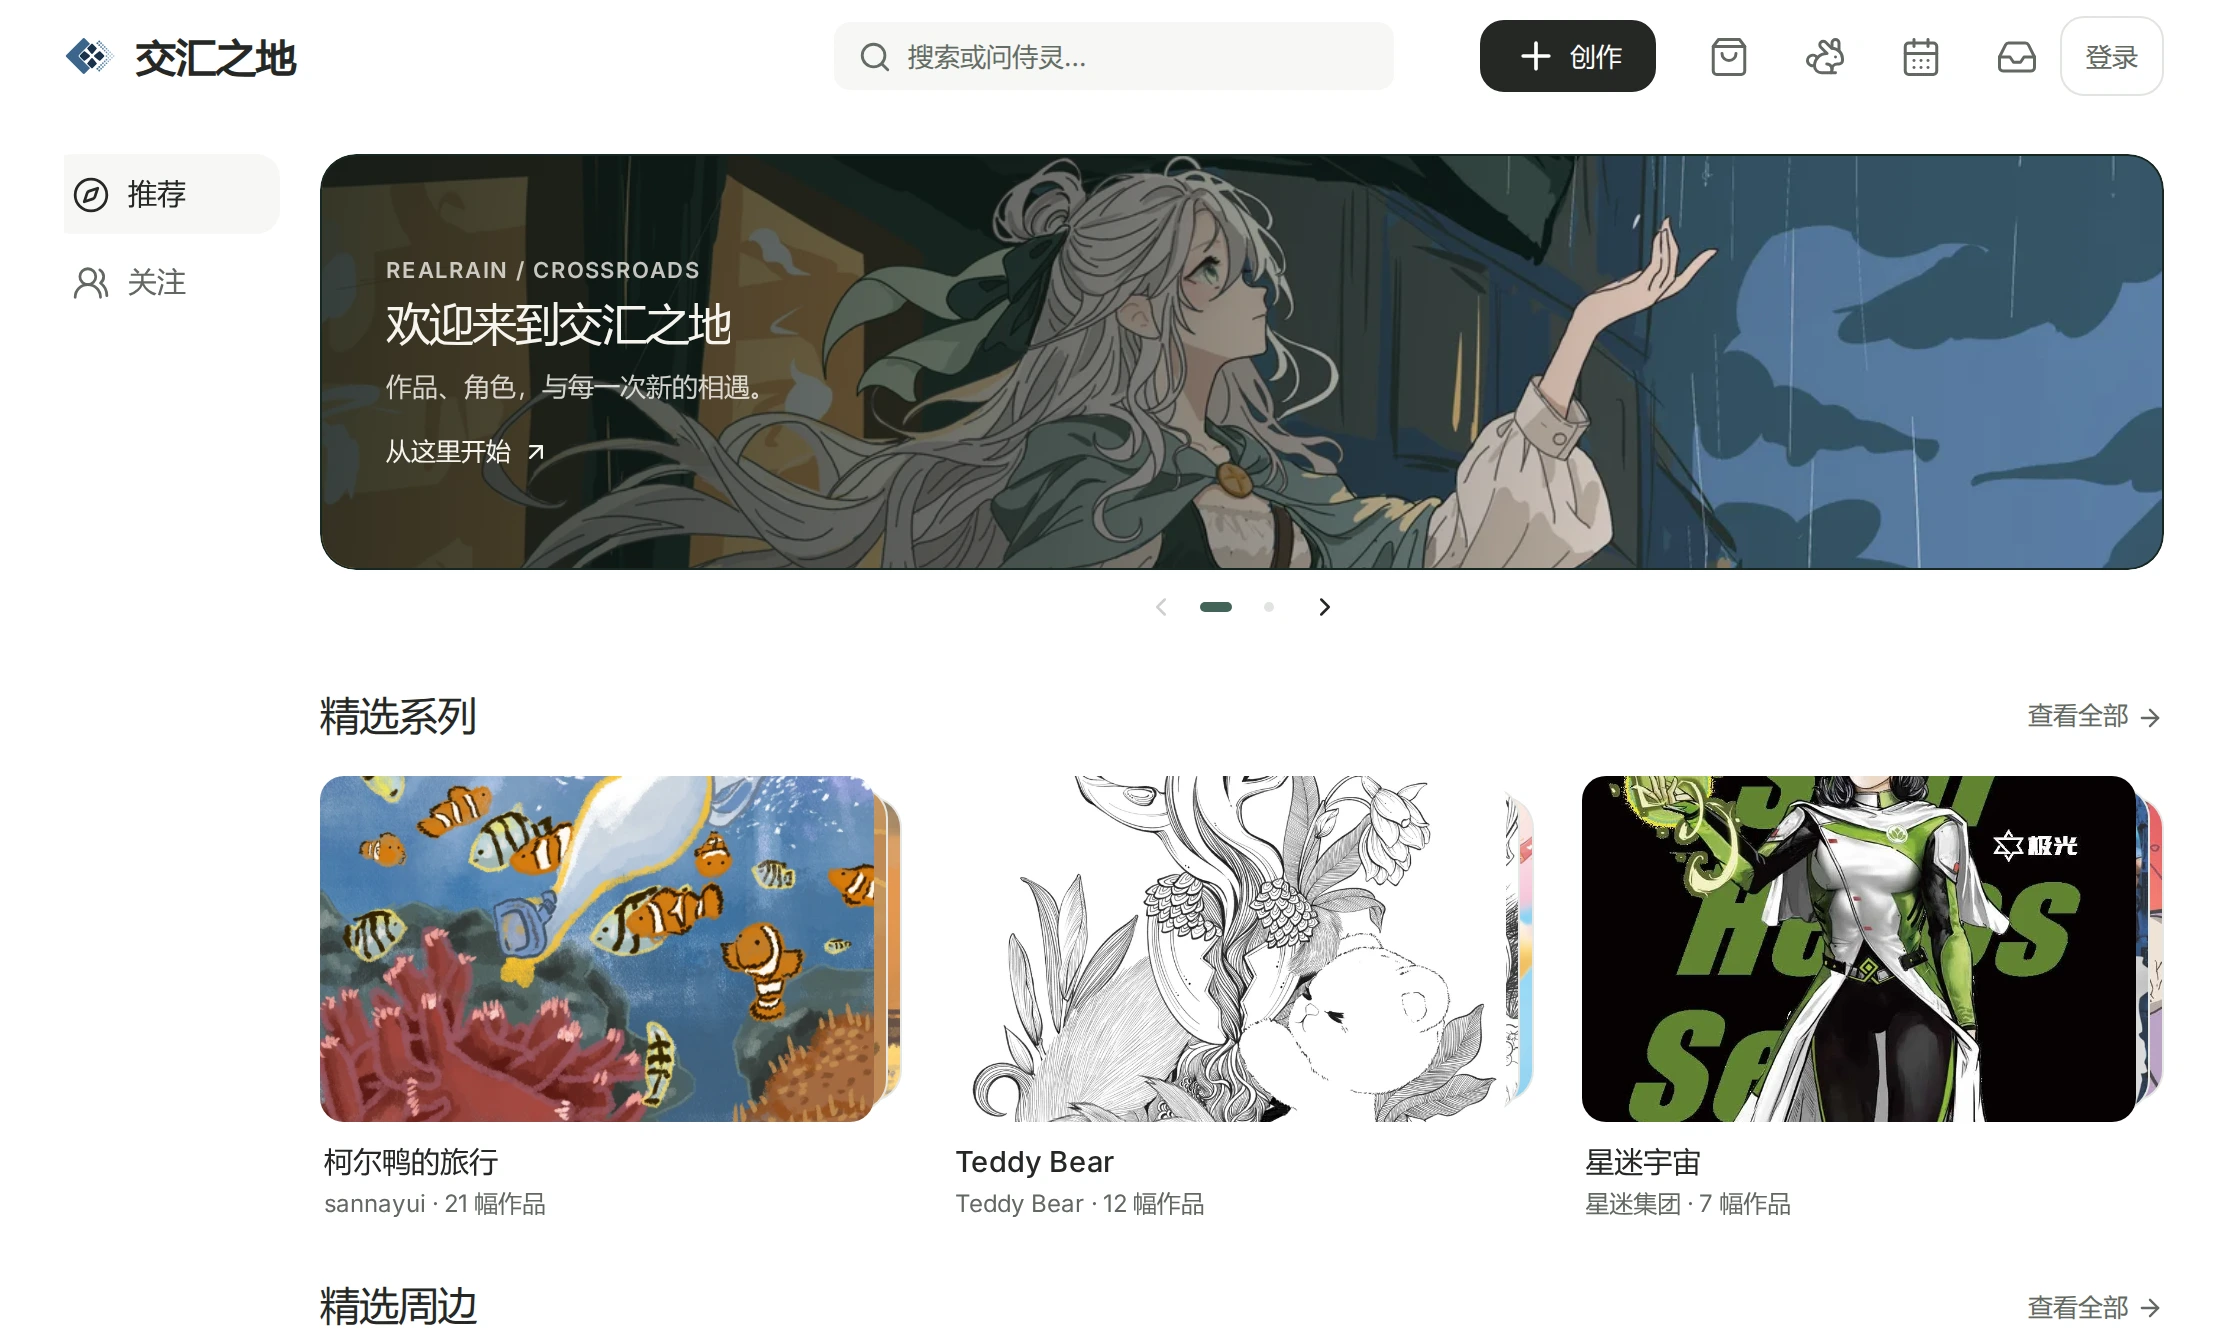 交汇之地
搜索或问侍灵...
创作
登录
推荐
关注
REALRAIN / CROSSROADS
欢迎来到交汇之地
作品、角色，与每一次新的相遇。
从这里开始
精选系列
查看全部
极光
柯尔鸭的旅行
sannayui · 21 幅作品
Teddy Bear
Teddy Bear · 12 幅作品
星迷宇宙
星迷集团 · 7 幅作品
精选周边
查看全部